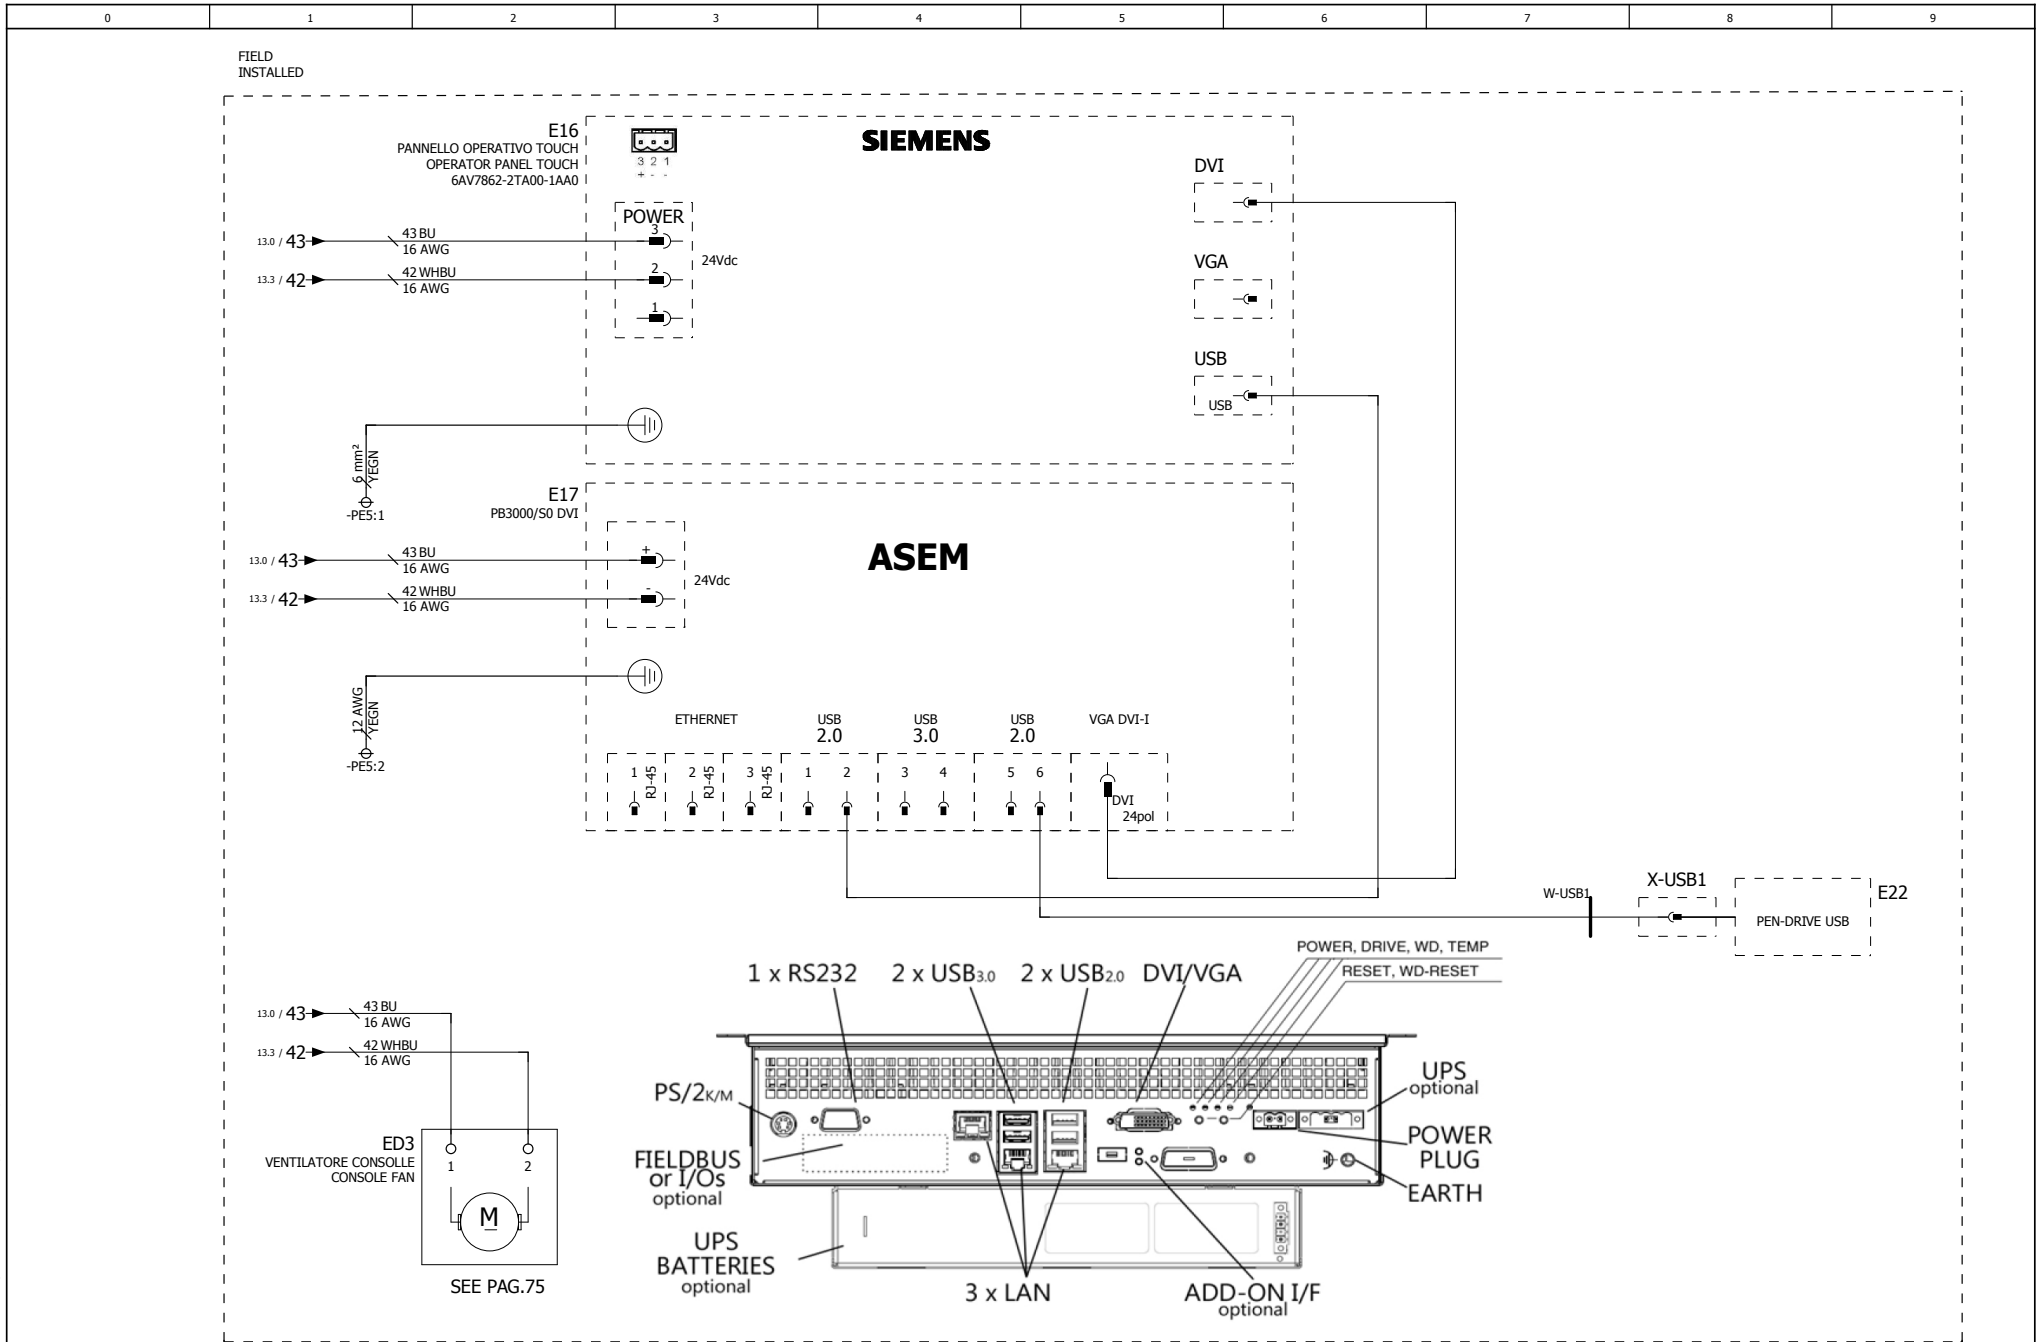 0 1 2 3 4 5 6 7 8 9
FIELD
INSTALLED
E16
PANNELLO OPERATIVO TOUCH
OPERATOR PANEL TOUCH
6AV7862-2TA00-1AA0
3 2 1
+ - -
SIEMENS
DVI
POWER
13.0 / 43
43 BU
16 AWG
3
24Vdc
13.3 / 42
42 WHBU
16 AWG
2
1
VGA
USB
USB
6 mm²
YEGN
-PE5:1
E17
PB3000/S0 DVI
ASEM
13.0 / 43
43 BU
16 AWG
+
24Vdc
13.3 / 42
42 WHBU
16 AWG
-
12 AWG
YEGN
-PE5:2
ETHERNET
USB
2.0
USB
3.0
USB
2.0
VGA DVI-I
1 RJ-45 2 RJ-45 3 RJ-45 1 2 3 4 5 6
DVI
24pol
W-USB1
X-USB1
E22
PEN-DRIVE USB
POWER, DRIVE, WD, TEMP
RESET, WD-RESET
1 x RS232 2 x USB3.0 2 x USB2.0 DVI/VGA
13.0 / 43
43 BU
16 AWG
13.3 / 42
42 WHBU
16 AWG
PS/2K/M
UPS
optional
POWER
PLUG
EARTH
FIELDBUS
or I/Os
optional
ED3
VENTILATORE CONSOLLE
CONSOLE FAN
1 2
M
SEE PAG.75
UPS
BATTERIES
optional
3 x LAN
ADD-ON I/F
optional